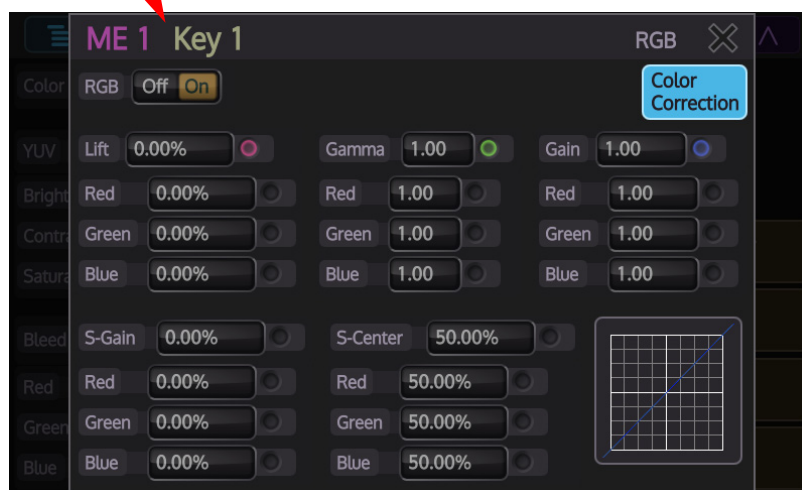 ME 1 Key 1 RGB
Color RGB Off On Color Correction
YUV Lift 0.00% Gamma 1.00 Gain 1.00
Bright Red 0.00% Red 1.00 Red 1.00
Contra Green 0.00% Green 1.00 Green 1.00
Satura Blue 0.00% Blue 1.00 Blue 1.00
Bleed S-Gain 0.00% S-Center 50.00%
Red Red 0.00% Red 50.00%
Green Green 0.00% Green 50.00%
Blue Blue 0.00% Blue 50.00%